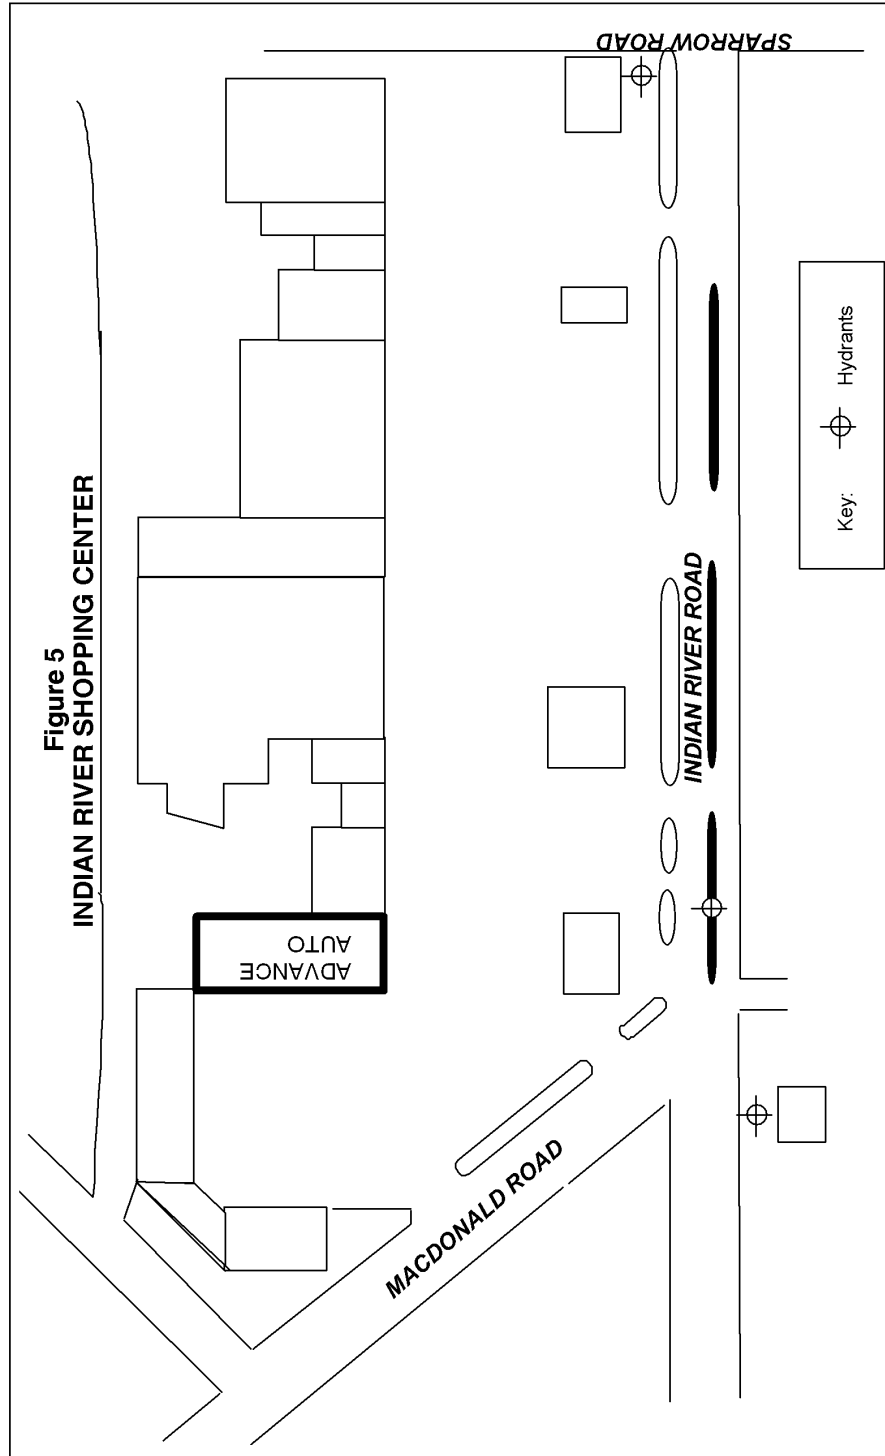 Figure 5
INDIAN RIVER SHOPPING CENTER
SPARROW ROAD
ADVANCE
AUTO
INDIAN RIVER ROAD
MACDONALD ROAD
Key: Hydrants